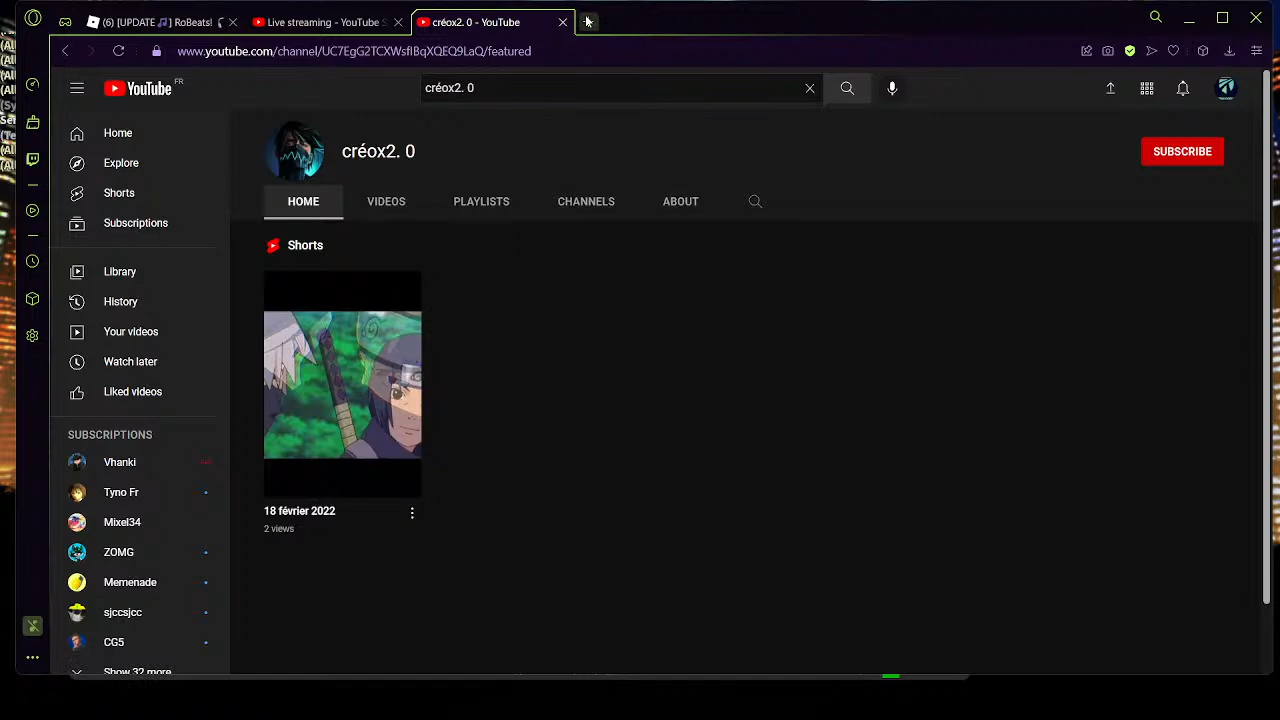 (6) [UPDATE 🎵] RoBeats!
Live streaming - YouTube S
créox2. 0 - YouTube
www.youtube.com/channel/UC7EgG2TCXWsfIBqXQEQ9LaQ/featured
YouTube FR
créox2. 0
créox2. 0
SUBSCRIBE
HOME
VIDEOS
PLAYLISTS
CHANNELS
ABOUT
Shorts
18 février 2022
2 views
Home
Explore
Shorts
Subscriptions
Library
History
Your videos
Watch later
Liked videos
SUBSCRIPTIONS
Vhanki
Tyno Fr
Mixel34
ZOMG
Memenade
sjccsjcc
CG5
Show 32 more